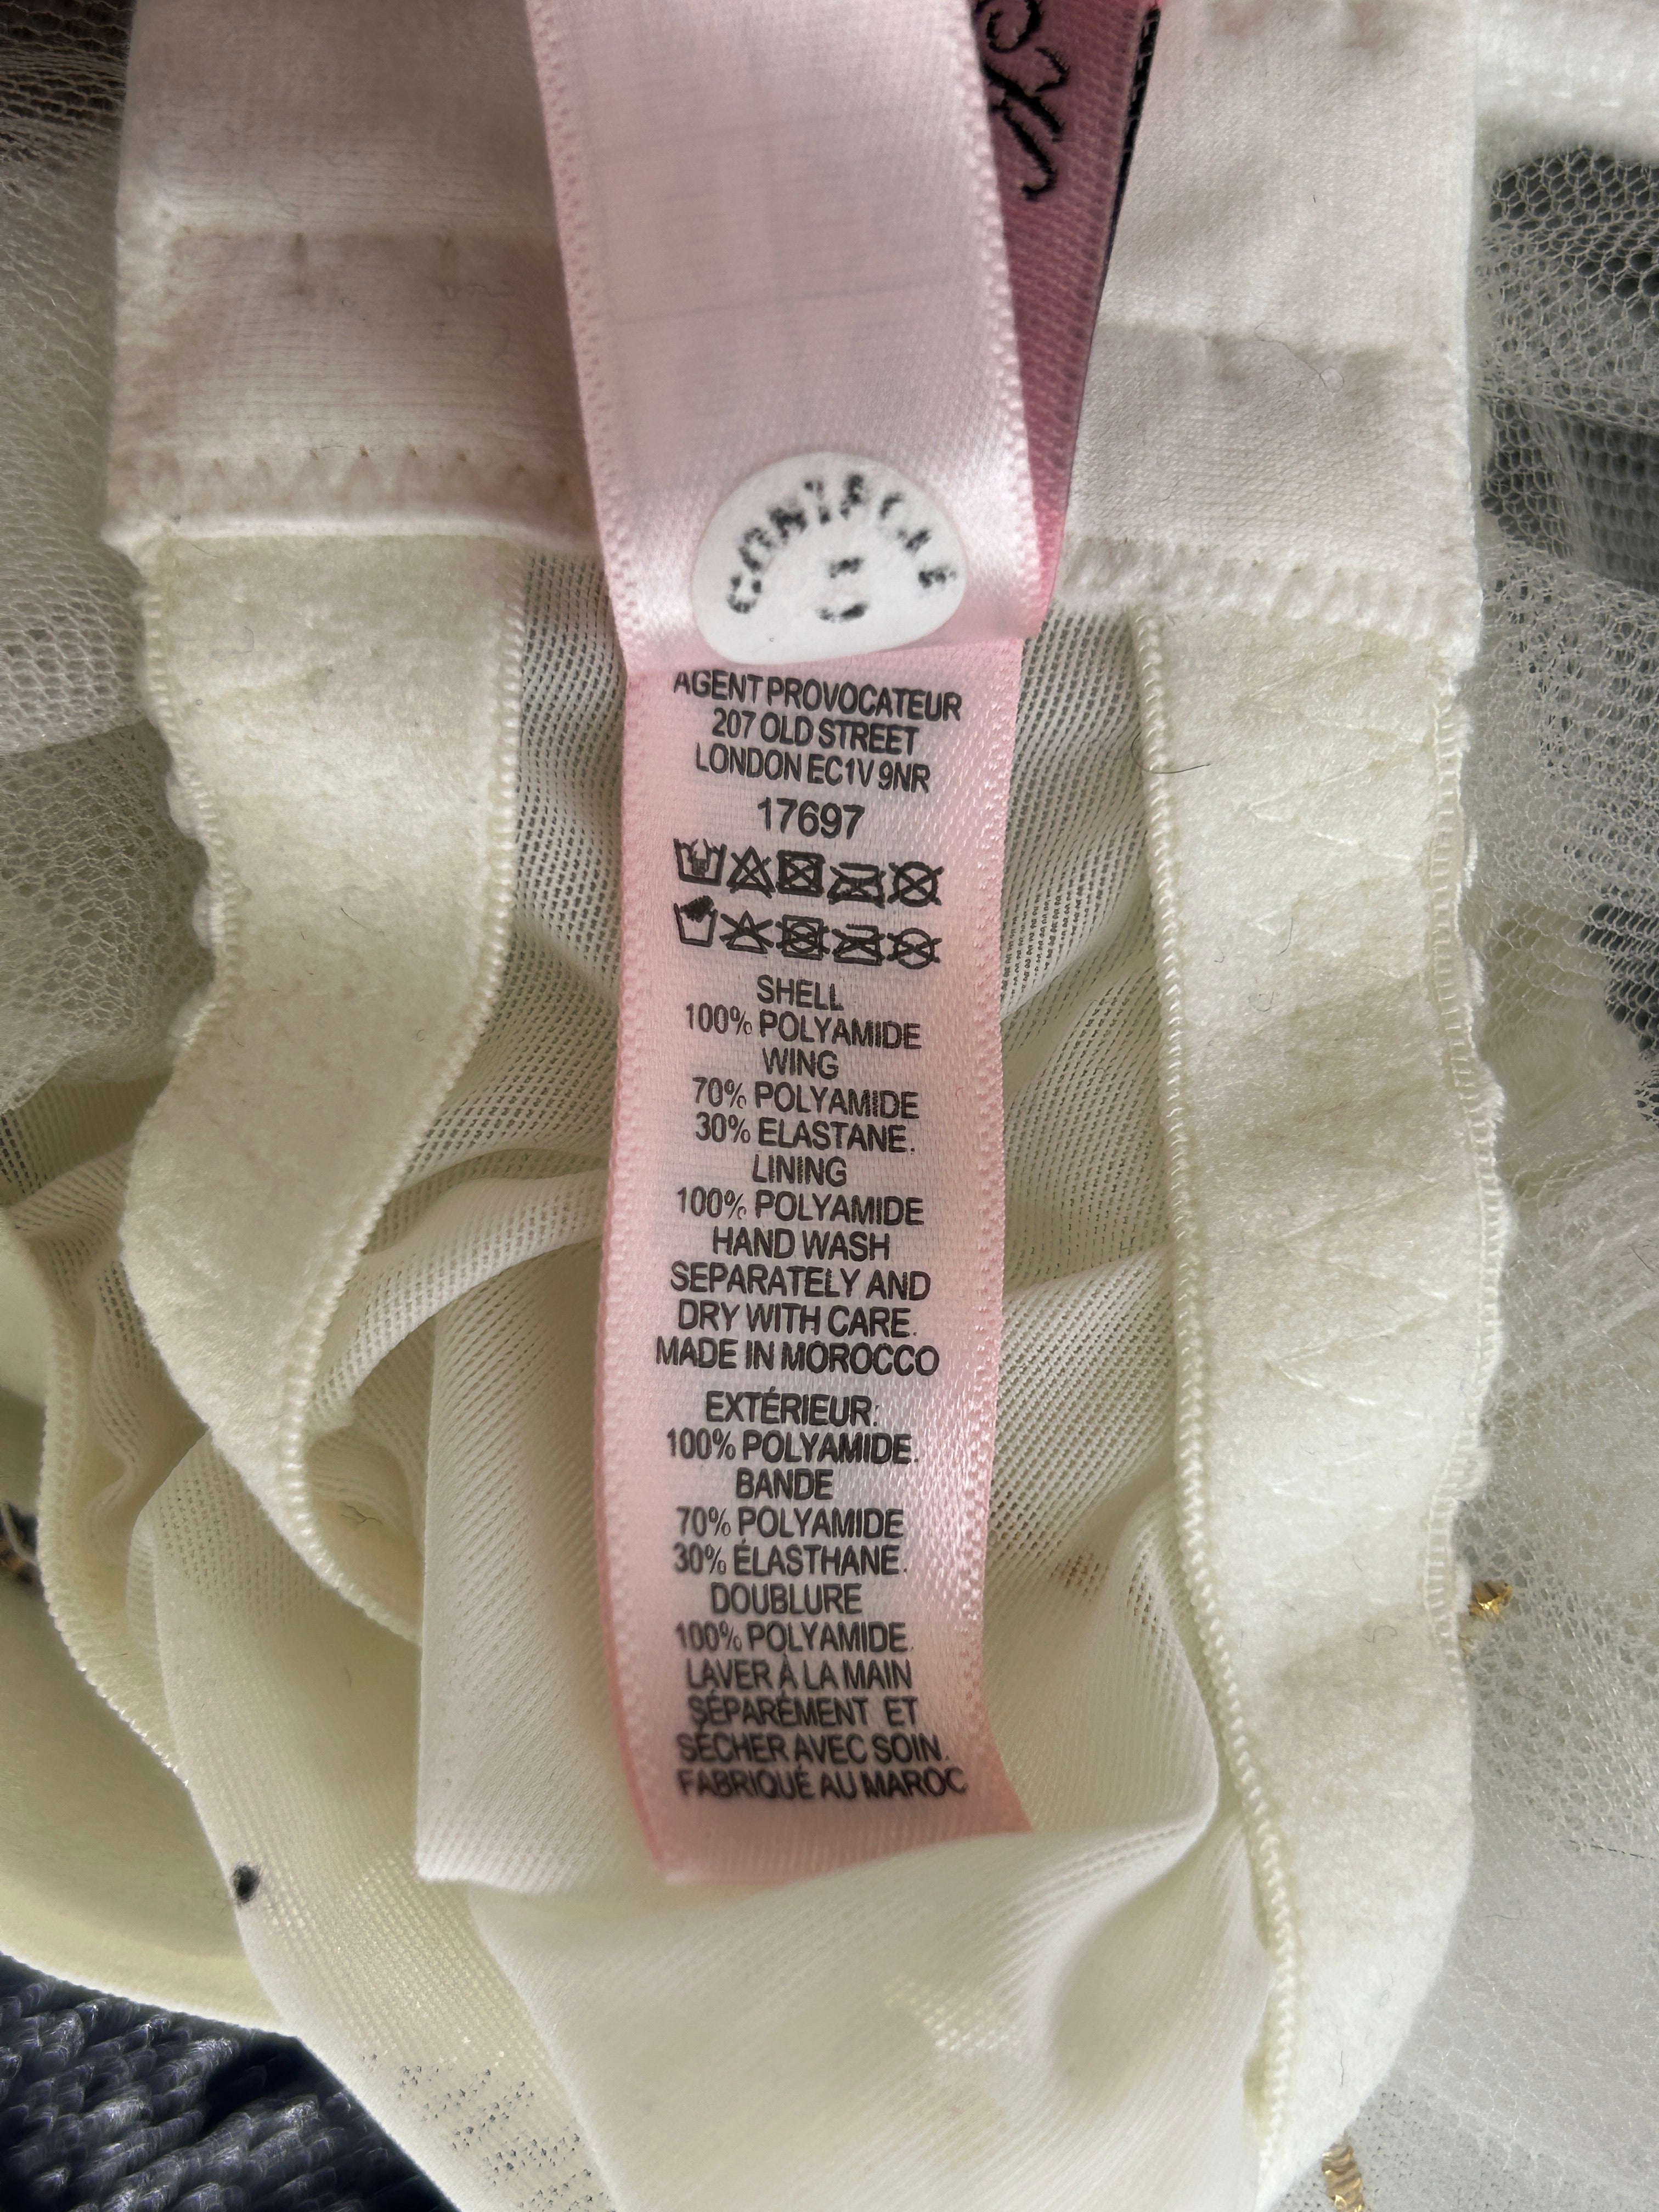 CONTROLE
11
AGENT PROVOCATEUR
207 OLD STREET
LONDON EC1V 9NR
17697
SHELL
100% POLYAMIDE
WING
70% POLYAMIDE
30% ELASTANE.
LINING
100% POLYAMIDE
HAND WASH
SEPARATELY AND
DRY WITH CARE.
MADE IN MOROCCO
EXTÉRIEUR:
100% POLYAMIDE.
BANDE
70% POLYAMIDE
30% ÉLASTHANE.
DOUBLURE
100% POLYAMIDE.
LAVER À LA MAIN
SÉPARÉMENT ET
SÉCHER AVEC SOIN.
FABRIQUÉ AU MAROC